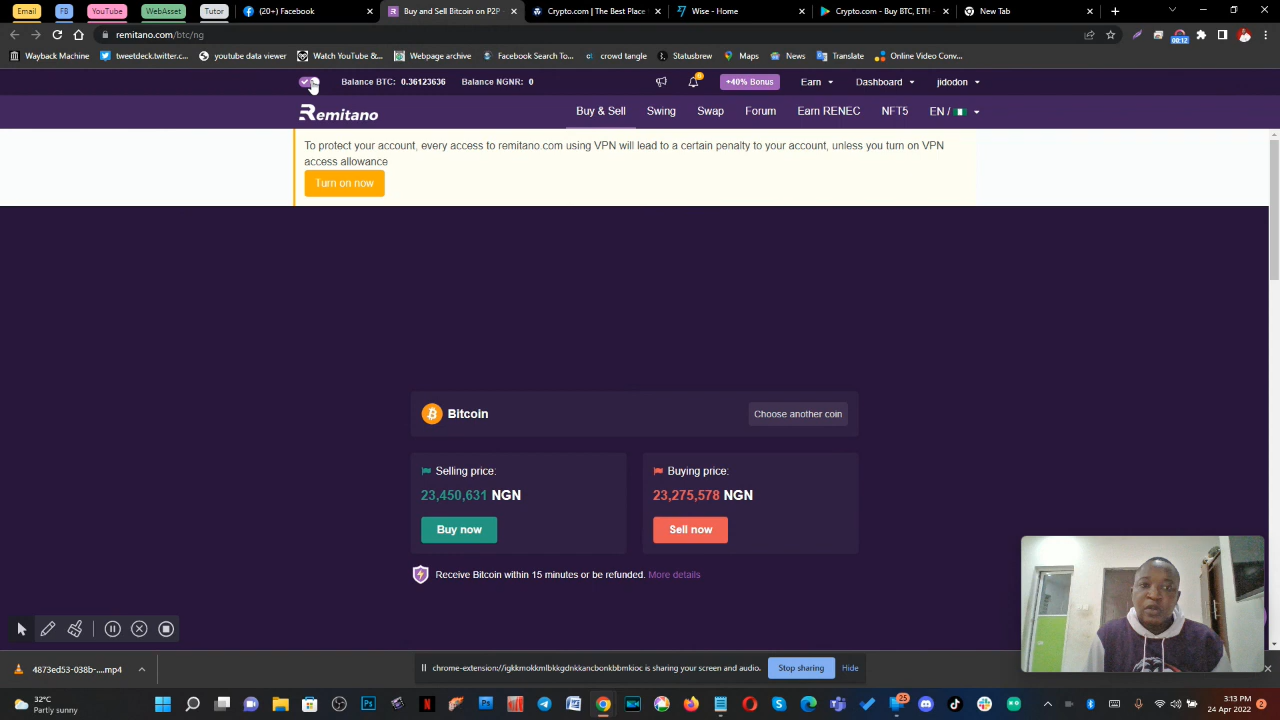 Email FB YouTube WebAsset Tutor (20+) Facebook Buy and Sell Bitcoin on P2P Crypto.com | The Best Place Wise - Home Crypto.com - Buy BTC, ETH New Tab
remitano.com/btc/ng 00:12
Wayback Machine tweetdeck.twitter.c... youtube data viewer Watch YouTube &... Webpage archive Facebook Search To... crowd tangle Statusbrew Maps News Translate Online Video Conv...
Balance BTC: 0.36123636 Balance NGNR: 0 +40% Bonus Earn Dashboard jidodon
Remitano Buy & Sell Swing Swap Forum Earn RENEC NFT5 EN /
To protect your account, every access to remitano.com using VPN will lead to a certain penalty to your account, unless you turn on VPN
access allowance
Turn on now
Bitcoin Choose another coin
Selling price: Buying price:
23,450,631 NGN 23,275,578 NGN
Buy now Sell now
Receive Bitcoin within 15 minutes or be refunded. More details
4873ed53-038b-....mp4 chrome-extension://igkkmokkmlbkkgdnkkancbonkbbmkioc is sharing your screen and audio. Stop sharing Hide
32°C
Partly sunny
25
3:13 PM
24 Apr 2022